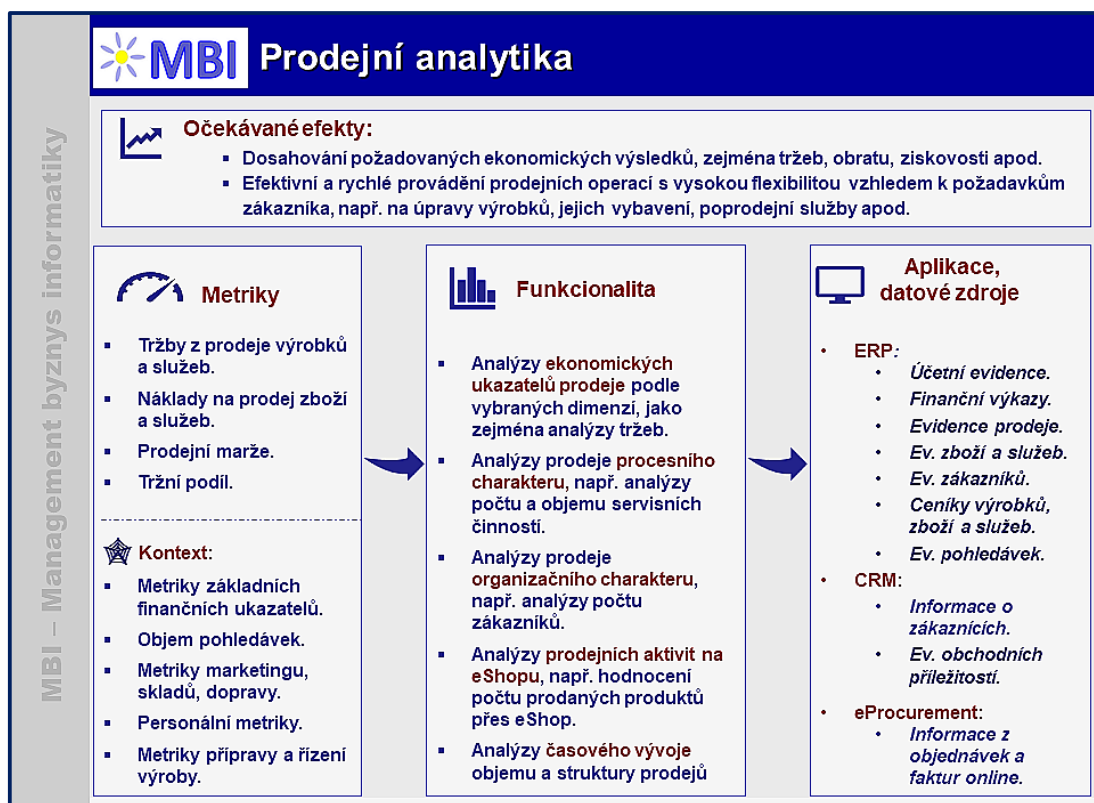 MBI – Management byznys informatiky
MBI
Prodejní analytika
Očekávané efekty:
▪ Dosahování požadovaných ekonomických výsledků, zejména tržeb, obratu, ziskovosti apod.
▪ Efektivní a rychlé provádění prodejních operací s vysokou flexibilitou vzhledem k požadavkům
zákazníka, např. na úpravy výrobků, jejich vybavení, poprodejní služby apod.
Metriky
▪ Tržby z prodeje výrobků
a služeb.
▪ Náklady na prodej zboží
a služeb.
▪ Prodejní marže.
▪ Tržní podíl.
Kontext:
▪ Metriky základních
finančních ukazatelů.
▪ Objem pohledávek.
▪ Metriky marketingu,
skladů, dopravy.
▪ Personální metriky.
▪ Metriky přípravy a řízení
výroby.
Funkcionalita
▪ Analýzy ekonomických
ukazatelů prodeje podle
vybraných dimenzí, jako
zejména analýzy tržeb.
▪ Analýzy prodeje procesního
charakteru, např. analýzy
počtu a objemu servisních
činností.
▪ Analýzy prodeje
organizačního charakteru,
např. analýzy počtu
zákazníků.
▪ Analýzy prodejních aktivit na
eShopu, např. hodnocení
počtu prodaných produktů
přes eShop.
▪ Analýzy časového vývoje
objemu a struktury prodejů
Aplikace,
datové zdroje
• ERP:
• Účetní evidence.
• Finanční výkazy.
• Evidence prodeje.
• Ev. zboží a služeb.
• Ev. zákazníků.
• Ceníky výrobků,
zboží a služeb.
• Ev. pohledávek.
• CRM:
• Informace o
zákaznících.
• Ev. obchodních
příležitostí.
• eProcurement:
• Informace z
objednávek a
faktur online.